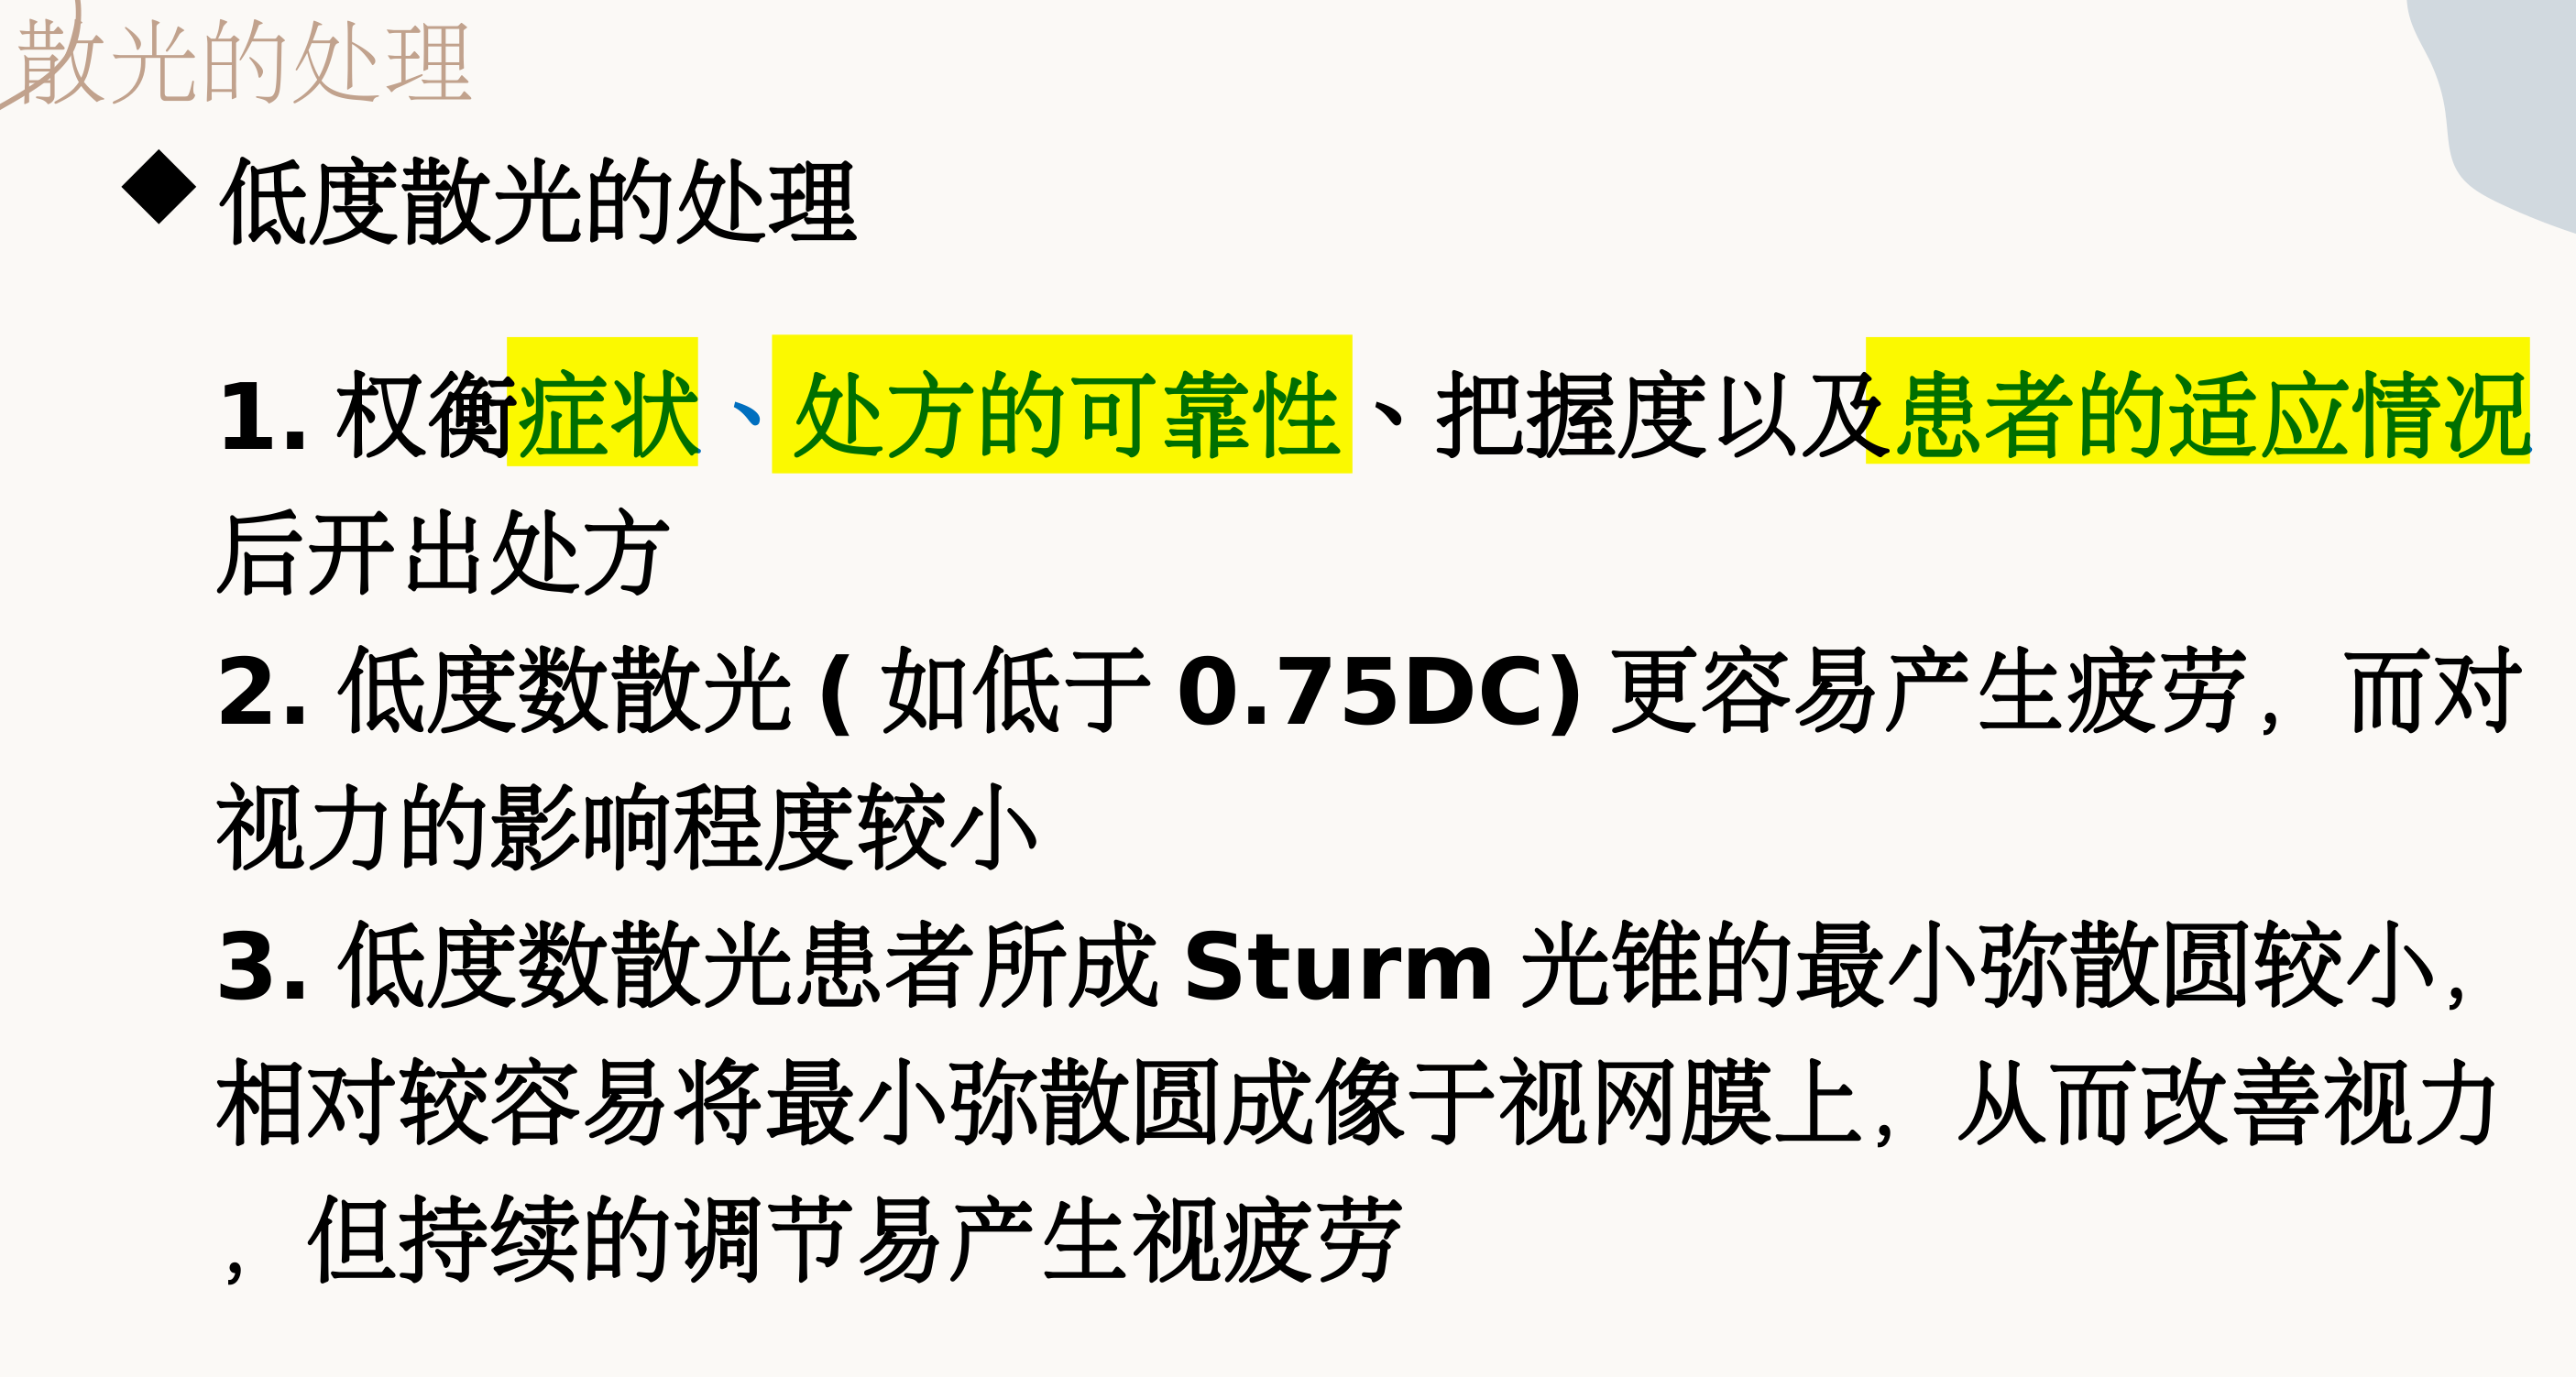 散光的处理
◆ 低度散光的处理
1. 权衡症状、处方的可靠性、把握度以及患者的适应情况
后开出处方
2. 低度数散光 ( 如低于 0.75DC) 更容易产生疲劳，而对
视力的影响程度较小
3. 低度数散光患者所成 Sturm 光锥的最小弥散圆较小，
相对较容易将最小弥散圆成像于视网膜上，从而改善视力
，但持续的调节易产生视疲劳